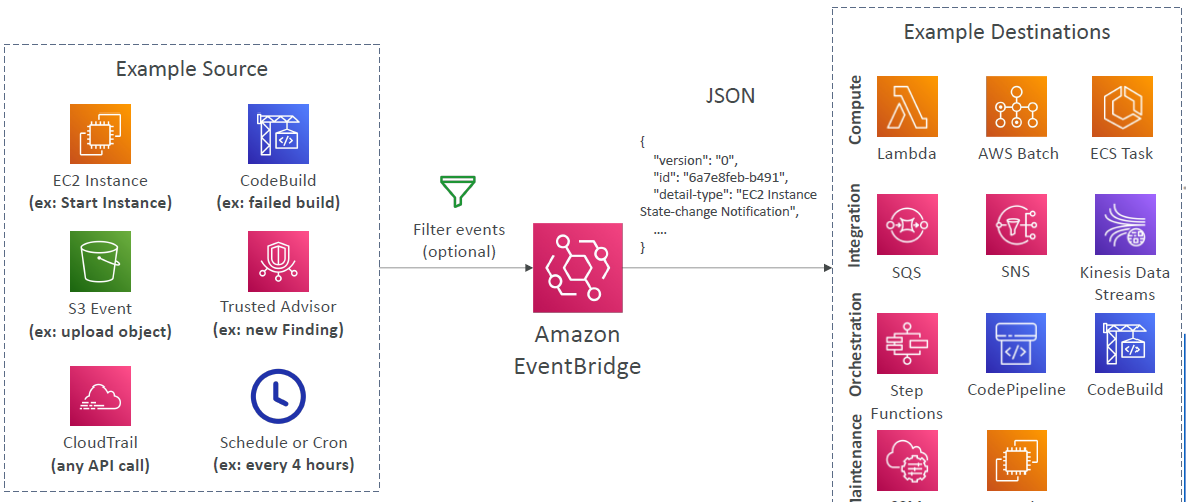 Example Source
EC2 Instance
(ex: Start Instance)
CodeBuild
(ex: failed build)
S3 Event
(ex: upload object)
Trusted Advisor
(ex: new Finding)
CloudTrail
(any API call)
Schedule or Cron
(ex: every 4 hours)
Filter events
(optional)
Amazon
EventBridge
JSON
{
"version": "0",
"id": "6a7e8feb-b491",
"detail-type": "EC2 Instance
State-change Notification",
....
}
Example Destinations
Compute
Lambda
AWS Batch
ECS Task
Integration
SQS
SNS
Kinesis Data
Streams
Orchestration
Step
Functions
CodePipeline
CodeBuild
Maintenance